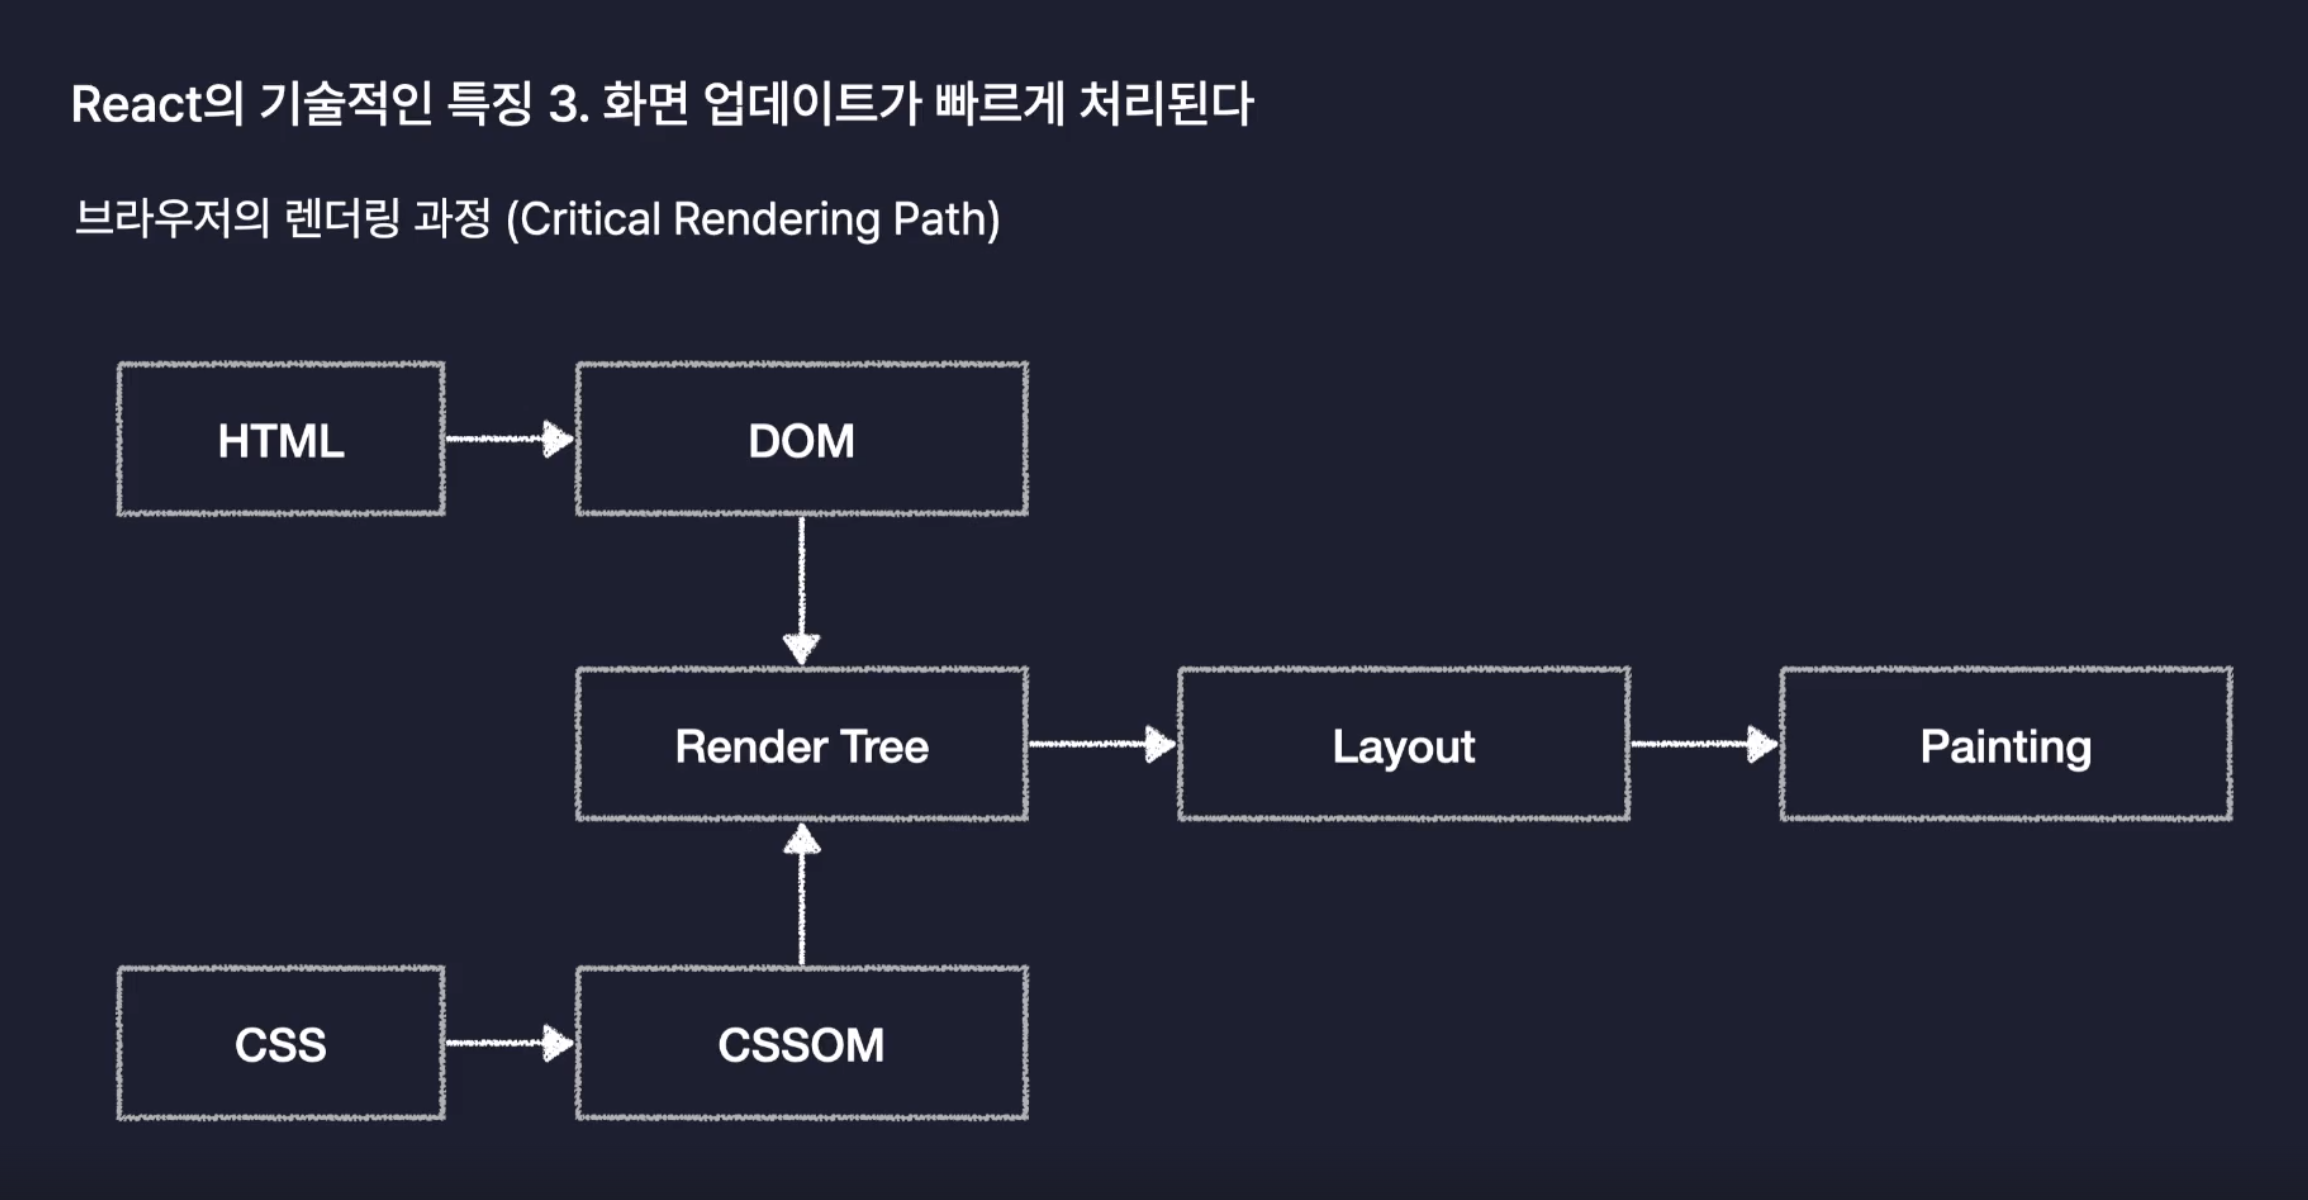 React의 기술적인 특징 3. 화면 업데이트가 빠르게 처리된다
브라우저의 렌더링 과정 (Critical Rendering Path)
HTML
DOM
Render Tree
Layout
Painting
CSS
CSSOM